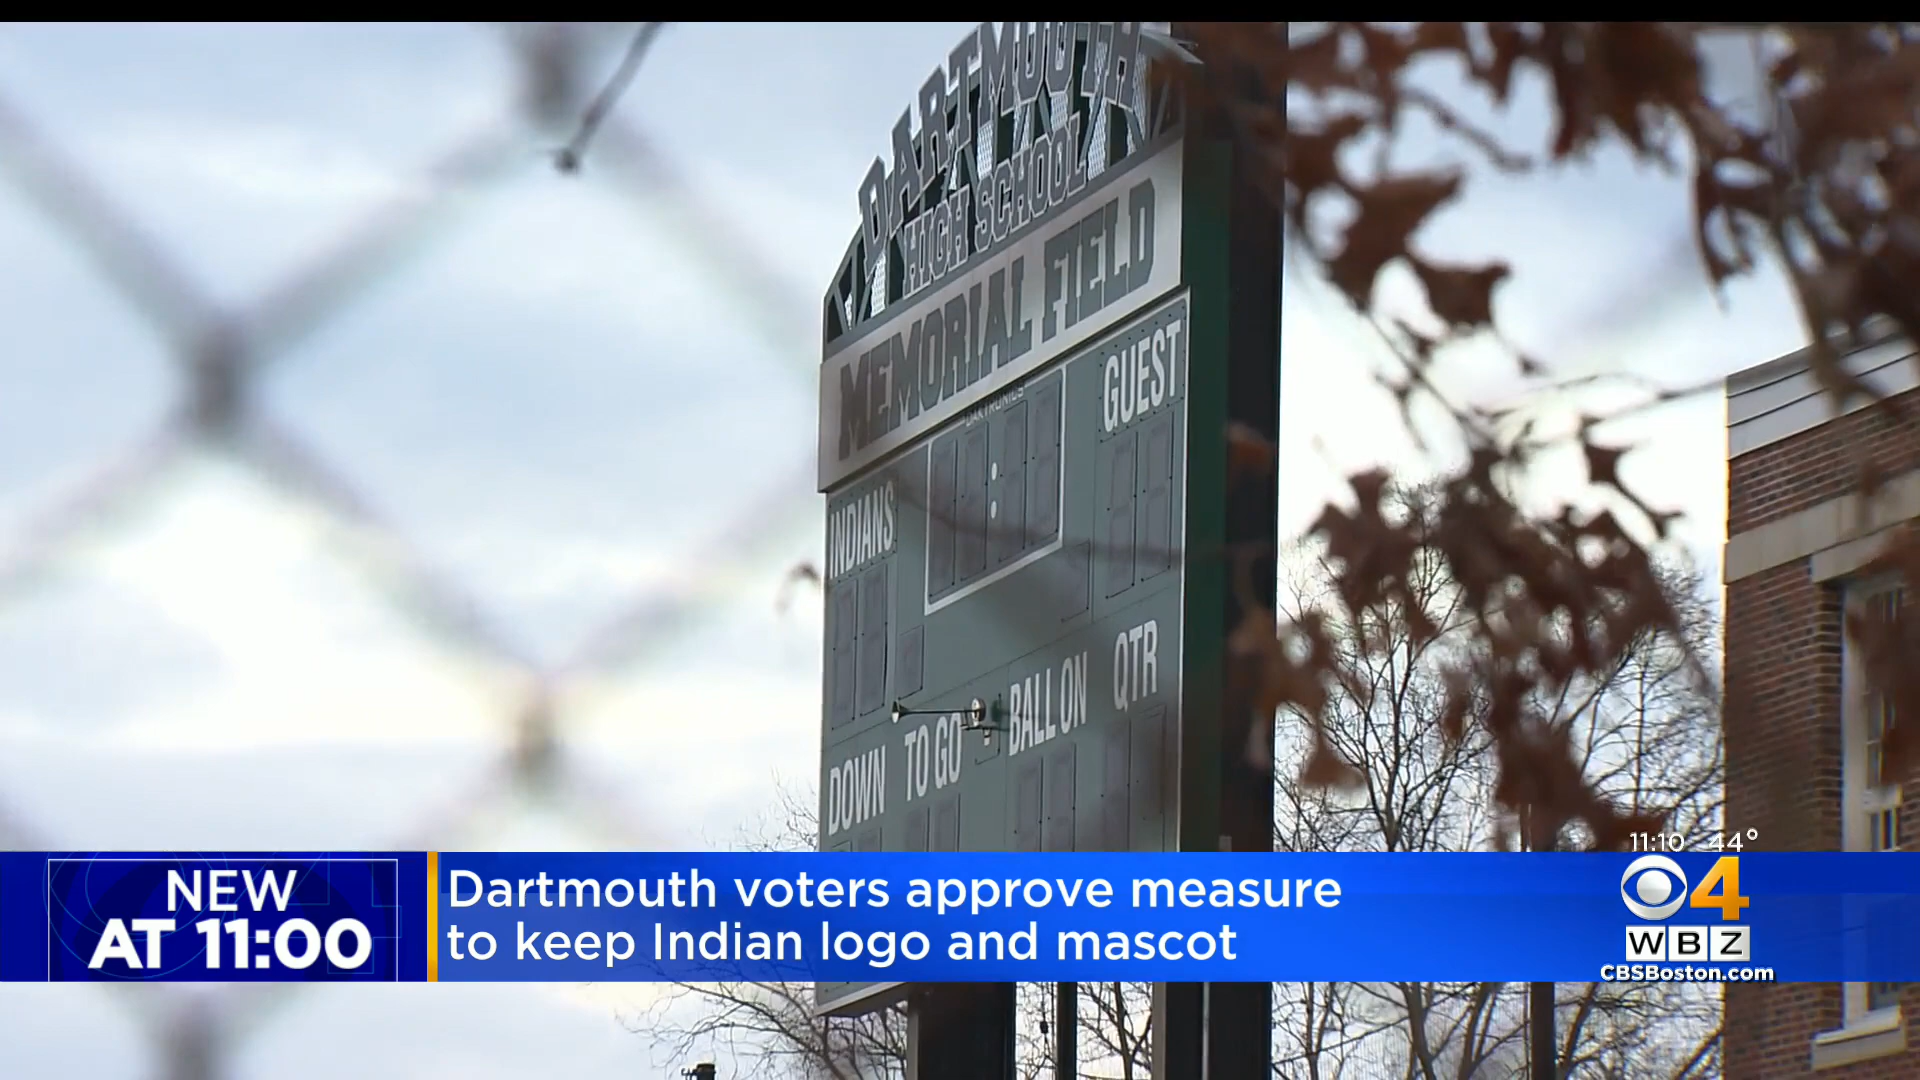 DARTMOUTH
HIGH SCHOOL
MEMORIAL FIELD
DAKTRONICS
GUEST
INDIANS
DOWN TO GO BALL ON QTR
11:10 44°
NEW
AT 11:00
Dartmouth voters approve measure
to keep Indian logo and mascot
4
WBZ
CBSBoston.com